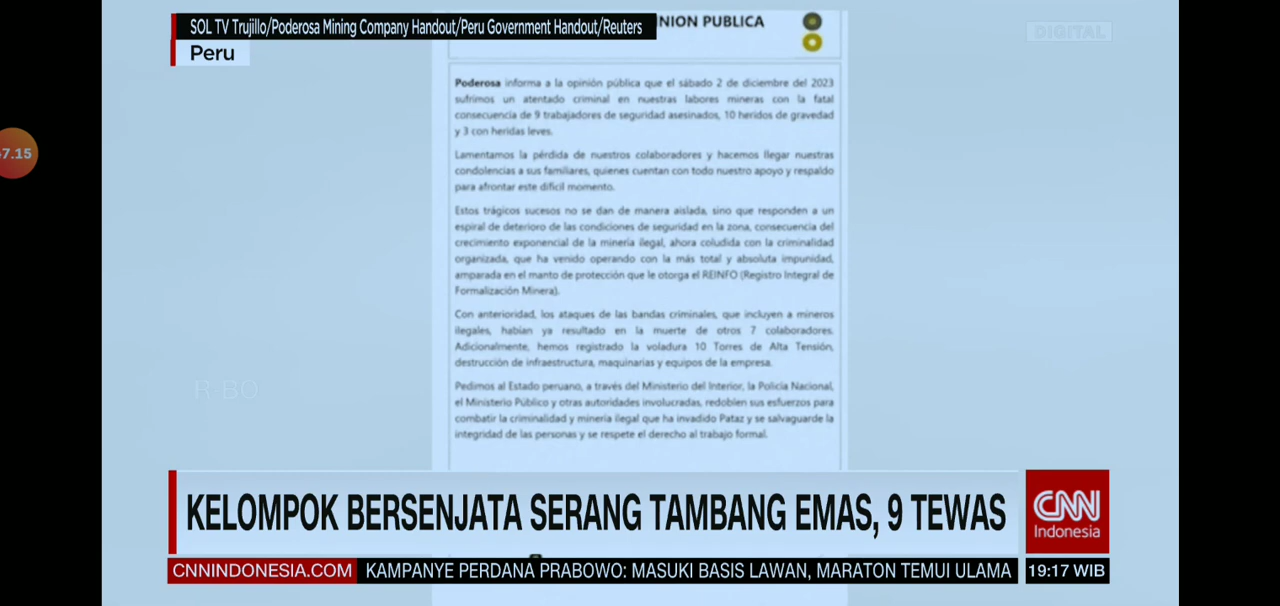 SOL TV Trujillo/Poderosa Mining Company Handout/Peru Government Handout/Reuters
NION PUBLICA
DIGITAL
Peru
Poderosa informa a la opinión pública que el sábado 2 de diciembre del 2023
sufrimos un atentado criminal en nuestras labores mineras con la fatal
consecuencia de 9 trabajadores de seguridad asesinados, 10 heridos de gravedad
y 3 con heridas leves.
7.15
Lamentamos la pérdida de nuestros colaboradores y hacemos llegar nuestras
condolencias a sus familiares, quienes cuentan con todo nuestro apoyo y respaldo
para afrontar este difícil momento.
Estos trágicos sucesos no se dan de manera aislada, sino que responden a un
espiral de deterioro de las condiciones de seguridad en la zona, consecuencia del
crecimiento exponencial de la minería ilegal, ahora coludida con la criminalidad
organizada, que ha venido operando con la más total y absoluta impunidad,
amparada en el manto de protección que le otorga el REINFO (Registro Integral de
Formalización Minera).
Con anterioridad, los ataques de las bandas criminales, que incluyen a mineros
ilegales, habían ya resultado en la muerte de otros 7 colaboradores.
Adicionalmente, hemos registrado la voladura 10 Torres de Alta Tensión,
destrucción de infraestructura, maquinarias y equipos de la empresa.
Pedimos al Estado peruano, a través del Ministerio del Interior, la Policía Nacional,
el Ministerio Público y otras autoridades involucradas, redoblen sus esfuerzos para
combatir la criminalidad y minería ilegal que ha invadido Pataz y se salvaguarde la
integridad de las personas y se respete el derecho al trabajo formal.
KELOMPOK BERSENJATA SERANG TAMBANG EMAS, 9 TEWAS
CNN
Indonesia
CNNINDONESIA.COM KAMPANYE PERDANA PRABOWO: MASUKI BASIS LAWAN, MARATON TEMUI ULAMA 19:17 WIB